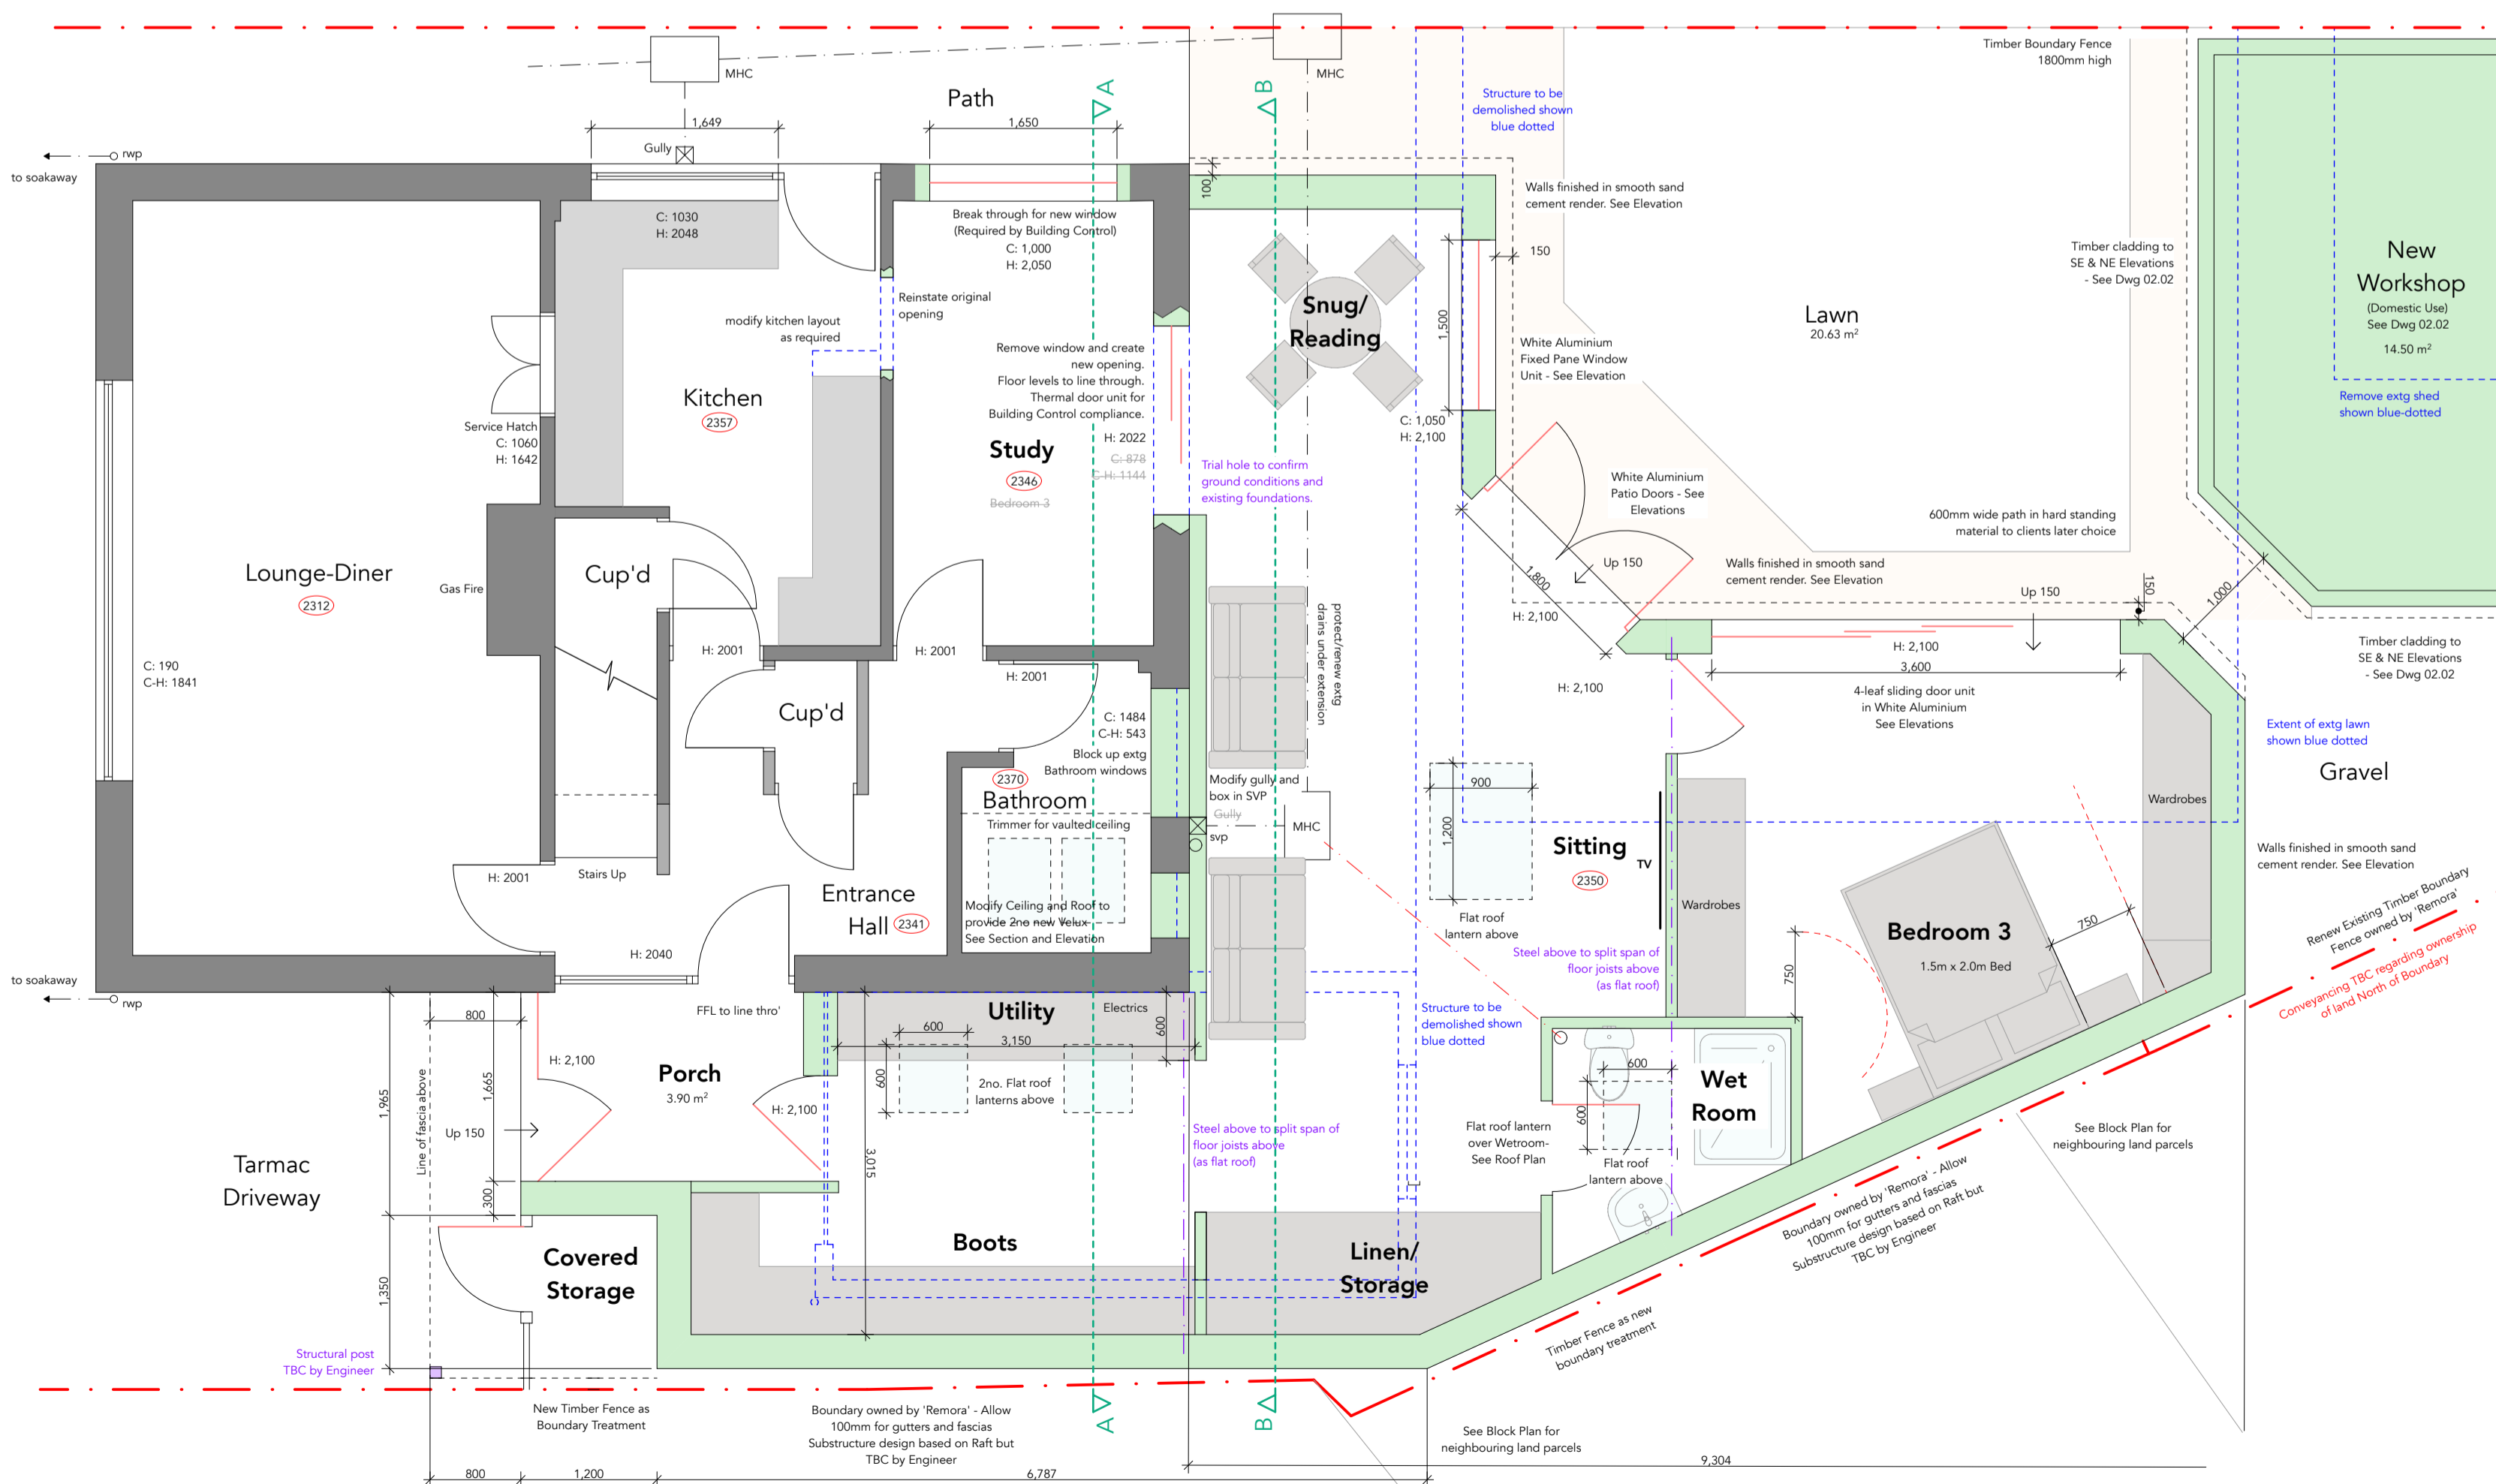 MHC
MHC
Path
A
B
Structure to be
demolished shown
blue dotted
Timber Boundary Fence
1800mm high
1,649
1,650
Gully
rwp
to soakaway
100
C: 1030
H: 2048
Break through for new window
(Required by Building Control)
C: 1,000
H: 2,050
Walls finished in smooth sand
cement render. See Elevation
150
Timber cladding to
SE & NE Elevations
- See Dwg 02.02
New
Workshop
(Domestic Use)
See Dwg 02.02
14.50 m²
Reinstate original
opening
modify kitchen layout
as required
Snug/
Reading
1,500
Lawn
20.63 m²
Remove window and create
new opening.
Floor levels to line through.
Thermal door unit for
Building Control compliance.
White Aluminium
Fixed Pane Window
Unit - See Elevation
Kitchen
2357
Remove extg shed
shown blue-dotted
Service Hatch
C: 1060
H: 1642
C: 1,050
H: 2,100
H: 2022
C: 878
C-H: 1144
Study
2346
Bedroom 3
Trial hole to confirm
ground conditions and
existing foundations.
White Aluminium
Patio Doors - See
Elevations
600mm wide path in hard standing
material to clients later choice
Lounge-Diner
2312
Gas Fire
Cup'd
1,800
Up 150
Walls finished in smooth sand
cement render. See Elevation
Up 150
150
1,000
H: 2,100
protect/renew extg
drains under extension
H: 2001
H: 2001
H: 2001
C: 190
C-H: 1841
H: 2,100
3,600
Timber cladding to
SE & NE Elevations
- See Dwg 02.02
H: 2,100
4-leaf sliding door unit
in White Aluminium
See Elevations
Cup'd
C: 1484
C-H: 543
Block up extg
Bathroom windows
Extent of extg lawn
shown blue dotted
Gravel
2370
Bathroom
Trimmer for vaulted ceiling
Modify gully and
box in SVP
Gully
svp
MHC
900
1,200
Wardrobes
Sitting
2350
TV
Walls finished in smooth sand
cement render. See Elevation
H: 2001
Stairs Up
Entrance
Hall
2341
Modify Ceiling and Roof to
provide 2no new Velux
See Section and Elevation
Flat roof
lantern above
Wardrobes
Bedroom 3
1.5m x 2.0m Bed
750
750
Renew Existing Timber Boundary
Fence owned by 'Remora'
Conveyancing TBC regarding ownership
of land North of Boundary
H: 2040
Steel above to split span of
floor joists above
(as flat roof)
to soakaway
rwp
800
FFL to line thro'
Utility
Electrics
600
600
3,150
600
2no. Flat roof
lanterns above
Structure to be
demolished shown
blue dotted
H: 2,100
Porch
3.90 m²
H: 2,100
1,965
1,665
Line of fascia above
Up 150
300
600
600
Wet
Room
Flat roof lantern
over Wetroom-
See Roof Plan
Flat roof
lantern above
See Block Plan for
neighbouring land parcels
Steel above to split span of
floor joists above
(as flat roof)
3,015
Tarmac
Driveway
Covered
Storage
1,350
Boots
Linen/
Storage
Boundary owned by 'Remora' - Allow
100mm for gutters and fascias
Substructure design based on Raft but
TBC by Engineer
Timber Fence as new
boundary treatment
Structural post
TBC by Engineer
New Timber Fence as
Boundary Treatment
Boundary owned by 'Remora' - Allow
100mm for gutters and fascias
Substructure design based on Raft but
TBC by Engineer
A
B
See Block Plan for
neighbouring land parcels
800
1,200
6,787
9,304